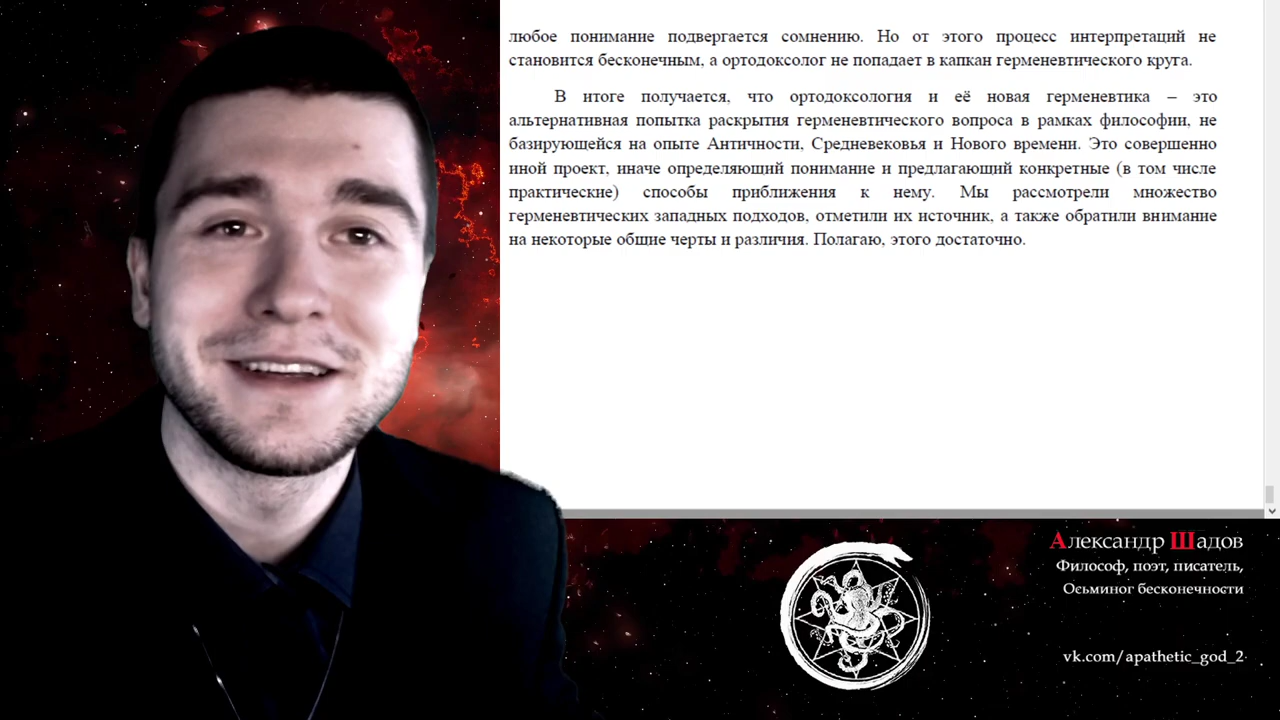 любое понимание подвергается сомнению. Но от этого процесс интерпретаций не
становится бесконечным, а ортодоксолог не попадает в капкан герменевтического круга.
В итоге получается, что ортодоксология и её новая герменевтика – это
альтернативная попытка раскрытия герменевтического вопроса в рамках философии, не
базирующейся на опыте Античности, Средневековья и Нового времени. Это совершенно
иной проект, иначе определяющий понимание и предлагающий конкретные (в том числе
практические) способы приближения к нему. Мы рассмотрели множество
герменевтических западных подходов, отметили их источник, а также обратили внимание
на некоторые общие черты и различия. Полагаю, этого достаточно.
Александр Шадов
Философ, поэт, писатель,
Осьминог бесконечности
vk.com/apathetic_god_2